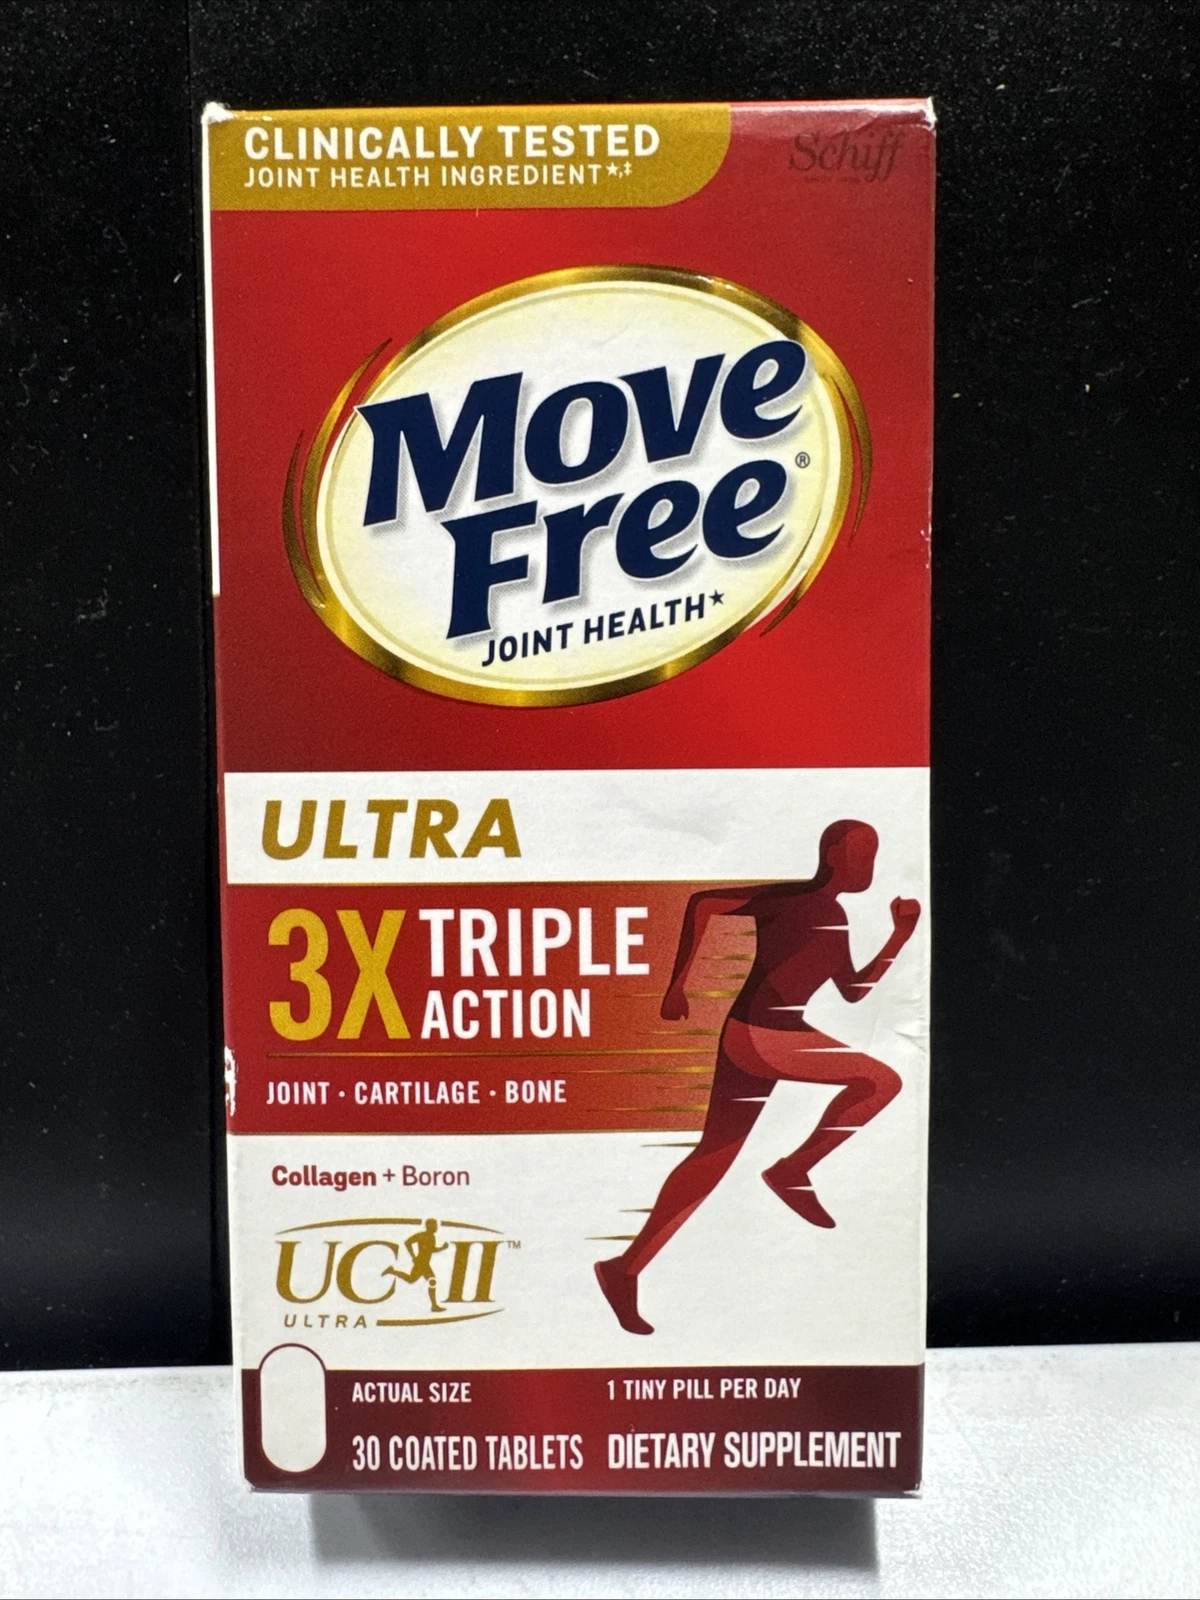 CLINICALLY TESTED
JOINT HEALTH INGREDIENT★,‡
Schiff
Move
Free®
JOINT HEALTH★
ULTRA
3X TRIPLE
ACTION
JOINT · CARTILAGE · BONE
Collagen + Boron
UC II™
ULTRA
ACTUAL SIZE
1 TINY PILL PER DAY
30 COATED TABLETS
DIETARY SUPPLEMENT